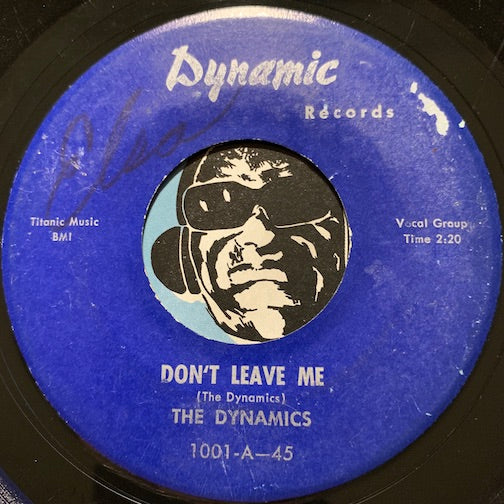 Dynamic
Records
Elsa
Titanic Music
BMI
Vocal Group
Time 2:20
DON'T LEAVE ME
(The Dynamics)
THE DYNAMICS
1001-A—45